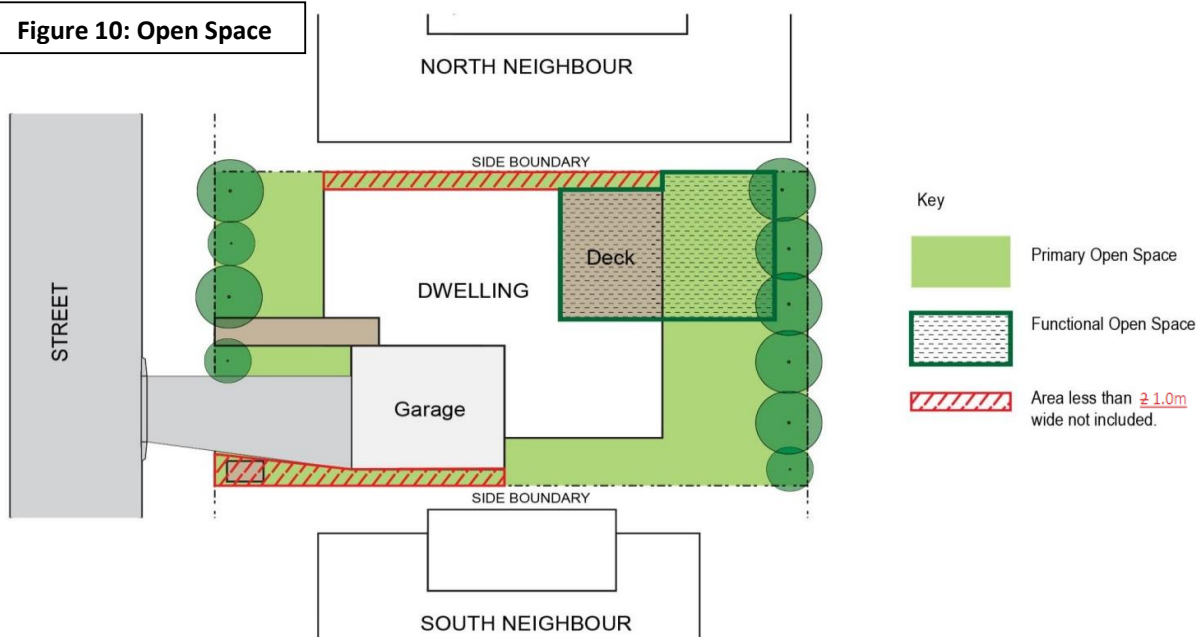 Figure 10: Open Space
NORTH NEIGHBOUR
SIDE BOUNDARY
STREET
Deck
DWELLING
Garage
SIDE BOUNDARY
SOUTH NEIGHBOUR
Key
Primary Open Space
Functional Open Space
Area less than 2 1.0m
wide not included.